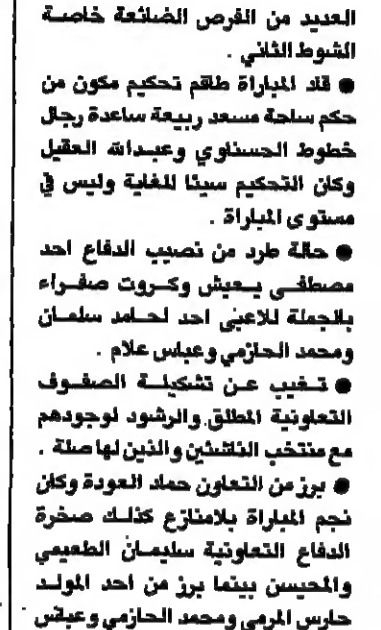 العديد من الفرص الضائعة خاصة
الشوط الثاني .
● قاد المباراة طاقم تحكيم مكون من
حكم ساحة مسعد ربيعة ساعدة رجال
خطوط الحسناوي وعبدالله العقيل
وكان التحكيم سيئا للغاية وليس في
مستوى المباراة .
● حالة طرد من نصيب الدفاع احد
مصطفى يعيش وكروت صفراء
بالجملة للاعبى احد لحامد سلمان
ومحمد الحازمي وعباس علام .
● تغيب عن تشكيلة الصفوف
التعاونية المطلق والرشود لوجودهم
مع منتخب الناشئين والذين لها صلة .
● برز من التعاون حماد العودة وكان
نجم المباراة بلامنازع كذلك صخرة
الدفاع التعاونية سليمان الطعيمي
والمحيسن بينما برز من احد المولد
حارس المرمى ومحمد الحازمي وعباس